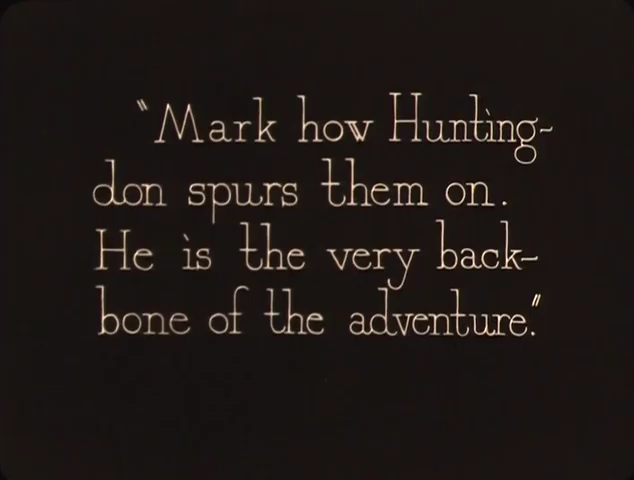 "Mark how Hunting-
don spurs them on.
He is the very back-
bone of the adventure."